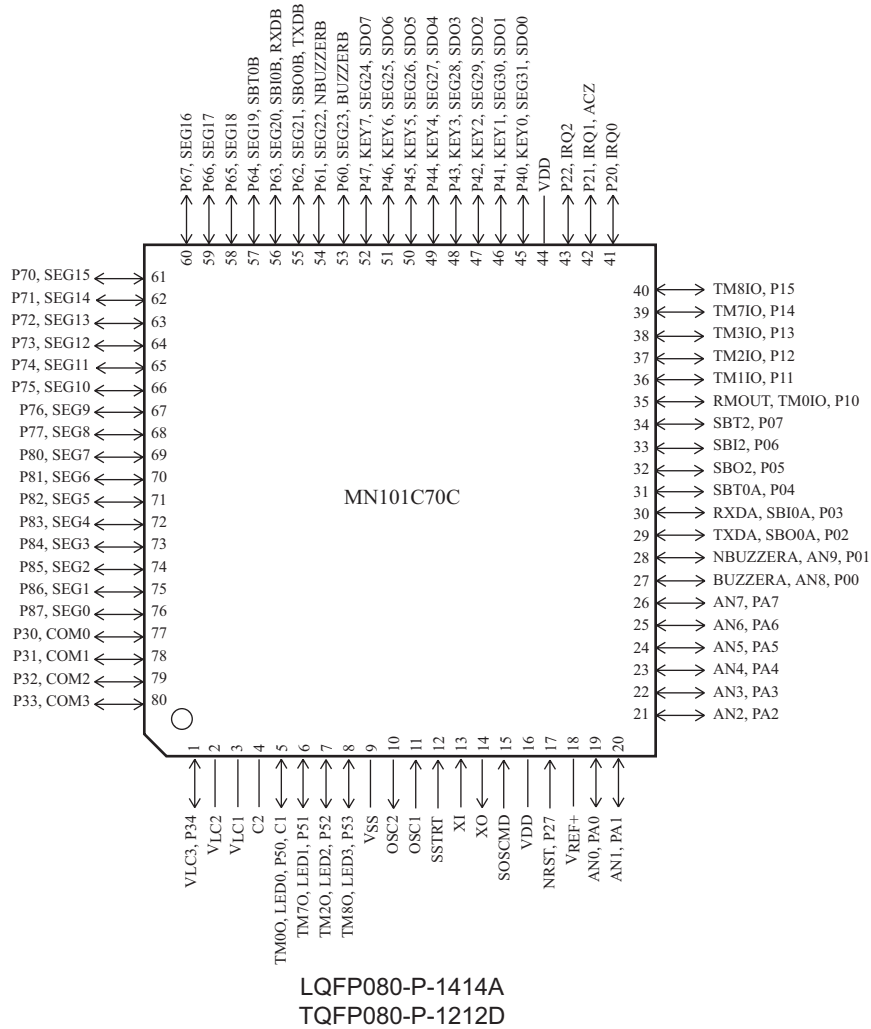 P67, SEG16
P66, SEG17
P65, SEG18
P64, SEG19, SBT0B
P63, SEG20, SBI0B, RXDB
P62, SEG21, SBO0B, TXDB
P61, SEG22, NBUZZERB
P60, SEG23, BUZZERB
P47, KEY7, SEG24, SDO7
P46, KEY6, SEG25, SDO6
P45, KEY5, SEG26, SDO5
P44, KEY4, SEG27, SDO4
P43, KEY3, SEG28, SDO3
P42, KEY2, SEG29, SDO2
P41, KEY1, SEG30, SDO1
P40, KEY0, SEG31, SDO0
VDD
P22, IRQ2
P21, IRQ1, ACZ
P20, IRQ0
60
59
58
57
56
55
54
53
52
51
50
49
48
47
46
45
44
43
42
41
P70, SEG15 61
P71, SEG14 62
P72, SEG13 63
P73, SEG12 64
P74, SEG11 65
P75, SEG10 66
P76, SEG9 67
P77, SEG8 68
P80, SEG7 69
P81, SEG6 70
P82, SEG5 71
P83, SEG4 72
P84, SEG3 73
P85, SEG2 74
P86, SEG1 75
P87, SEG0 76
P30, COM0 77
P31, COM1 78
P32, COM2 79
P33, COM3 80
MN101C70C
40 TM8IO, P15
39 TM7IO, P14
38 TM3IO, P13
37 TM2IO, P12
36 TM1IO, P11
35 RMOUT, TM0IO, P10
34 SBT2, P07
33 SBI2, P06
32 SBO2, P05
31 SBT0A, P04
30 RXDA, SBI0A, P03
29 TXDA, SBO0A, P02
28 NBUZZERA, AN9, P01
27 BUZZERA, AN8, P00
26 AN7, PA7
25 AN6, PA6
24 AN5, PA5
23 AN4, PA4
22 AN3, PA3
21 AN2, PA2
1
2
3
4
5
6
7
8
9
10
11
12
13
14
15
16
17
18
19
20
VLC3, P34
VLC2
VLC1
C2
TM0O, LED0, P50, C1
TM7O, LED1, P51
TM2O, LED2, P52
TM8O, LED3, P53
VSS
OSC2
OSC1
SSTRT
XI
XO
SOSCMD
VDD
NRST, P27
VREF+
AN0, PA0
AN1, PA1
LQFP080-P-1414A
TQFP080-P-1212D